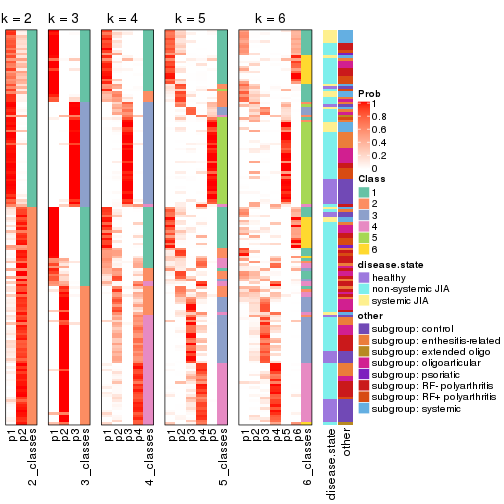 k = 2 k = 3 k = 4 k = 5 k = 6
Prob
1
0.8
0.6
0.4
0.2
0
Class
1
2
3
4
5
6
disease.state
healthy
non-systemic JIA
systemic JIA
other
subgroup: control
subgroup: enthesitis-related
subgroup: extended oligo
subgroup: oligoarticular
subgroup: psoriatic
subgroup: RF- polyarthritis
subgroup: RF+ polyarthritis
subgroup: systemic
p1 p2 2_classes p1 p2 p3 3_classes p1 p2 p3 p4 4_classes p1 p2 p3 p4 p5 5_classes p1 p2 p3 p4 p5 p6 6_classes disease.state other